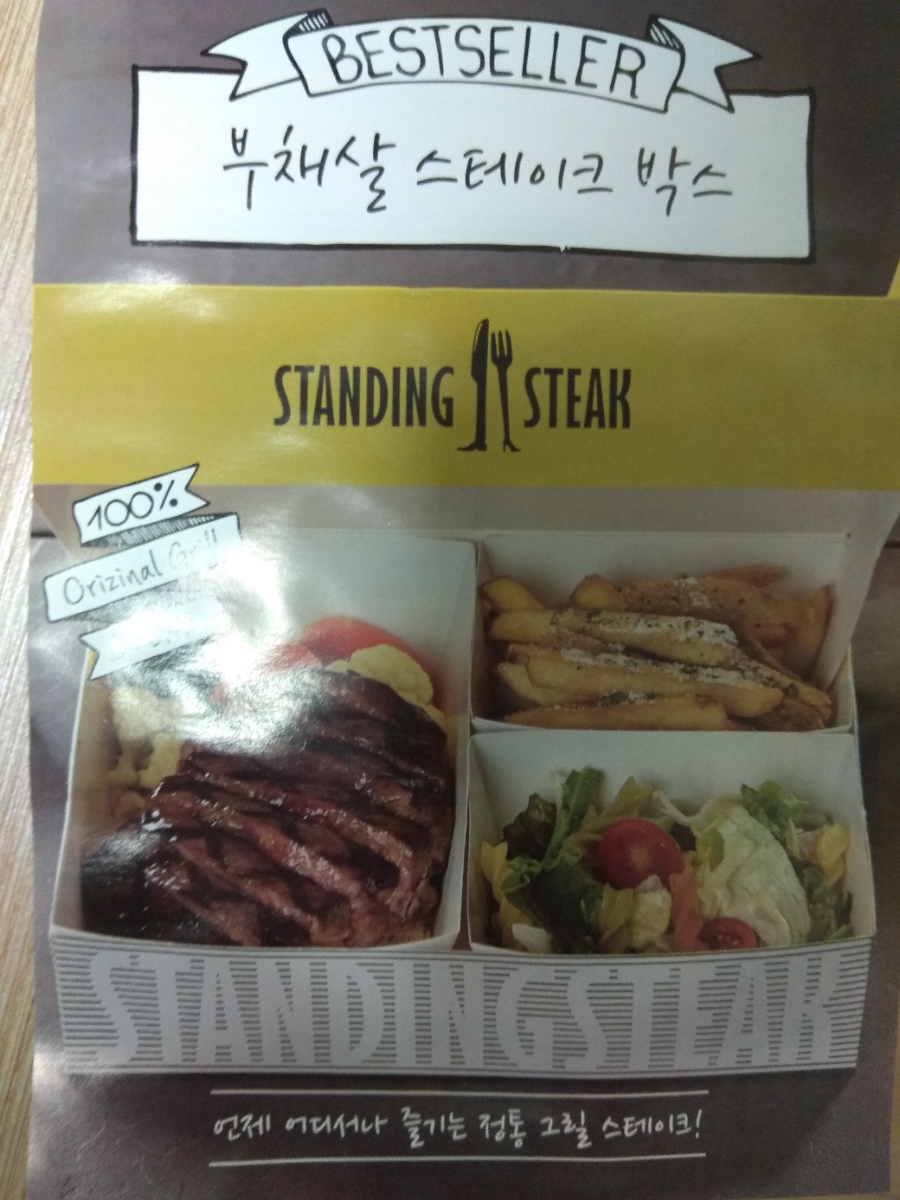 BESTSELLER
부채살 스테이크 박스
STANDING STEAK
100%
Orizinal Grill
STANDING STEAK
언제 어디서나 즐기는 정통 그릴 스테이크!